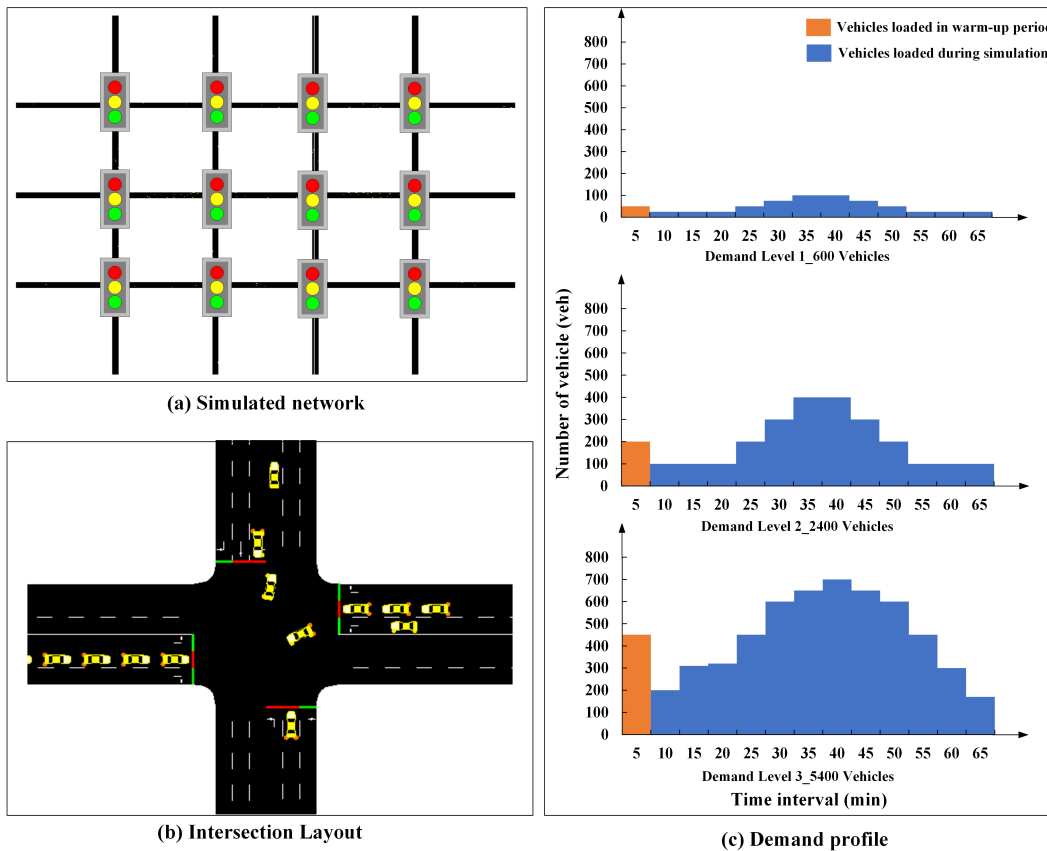 (a) Simulated network
(b) Intersection Layout
Vehicles loaded in warm-up period
Vehicles loaded during simulation
800
700
600
500
400
300
200
100
0
5 10 15 20 25 30 35 40 45 50 55 60 65
Demand Level 1_600 Vehicles
Number of vehicle (veh)
800
700
600
500
400
300
200
100
0
5 10 15 20 25 30 35 40 45 50 55 60 65
Demand Level 2_2400 Vehicles
800
700
600
500
400
300
200
100
0
5 10 15 20 25 30 35 40 45 50 55 60 65
Demand Level 3_5400 Vehicles
Time interval (min)
(c) Demand profile